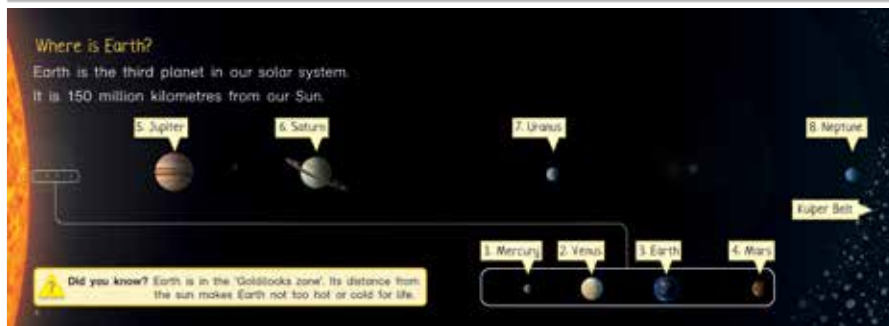 Where is Earth?
Earth is the third planet in our solar system.
It is 150 million kilometres from our Sun.
5. Jupiter
6. Saturn
7. Uranus
8. Neptune
Kuiper Belt
1. Mercury
2. Venus
3. Earth
4. Mars
Did you know? Earth is in the 'Goldilocks zone'. Its distance from
the sun makes Earth not too hot or cold for life.